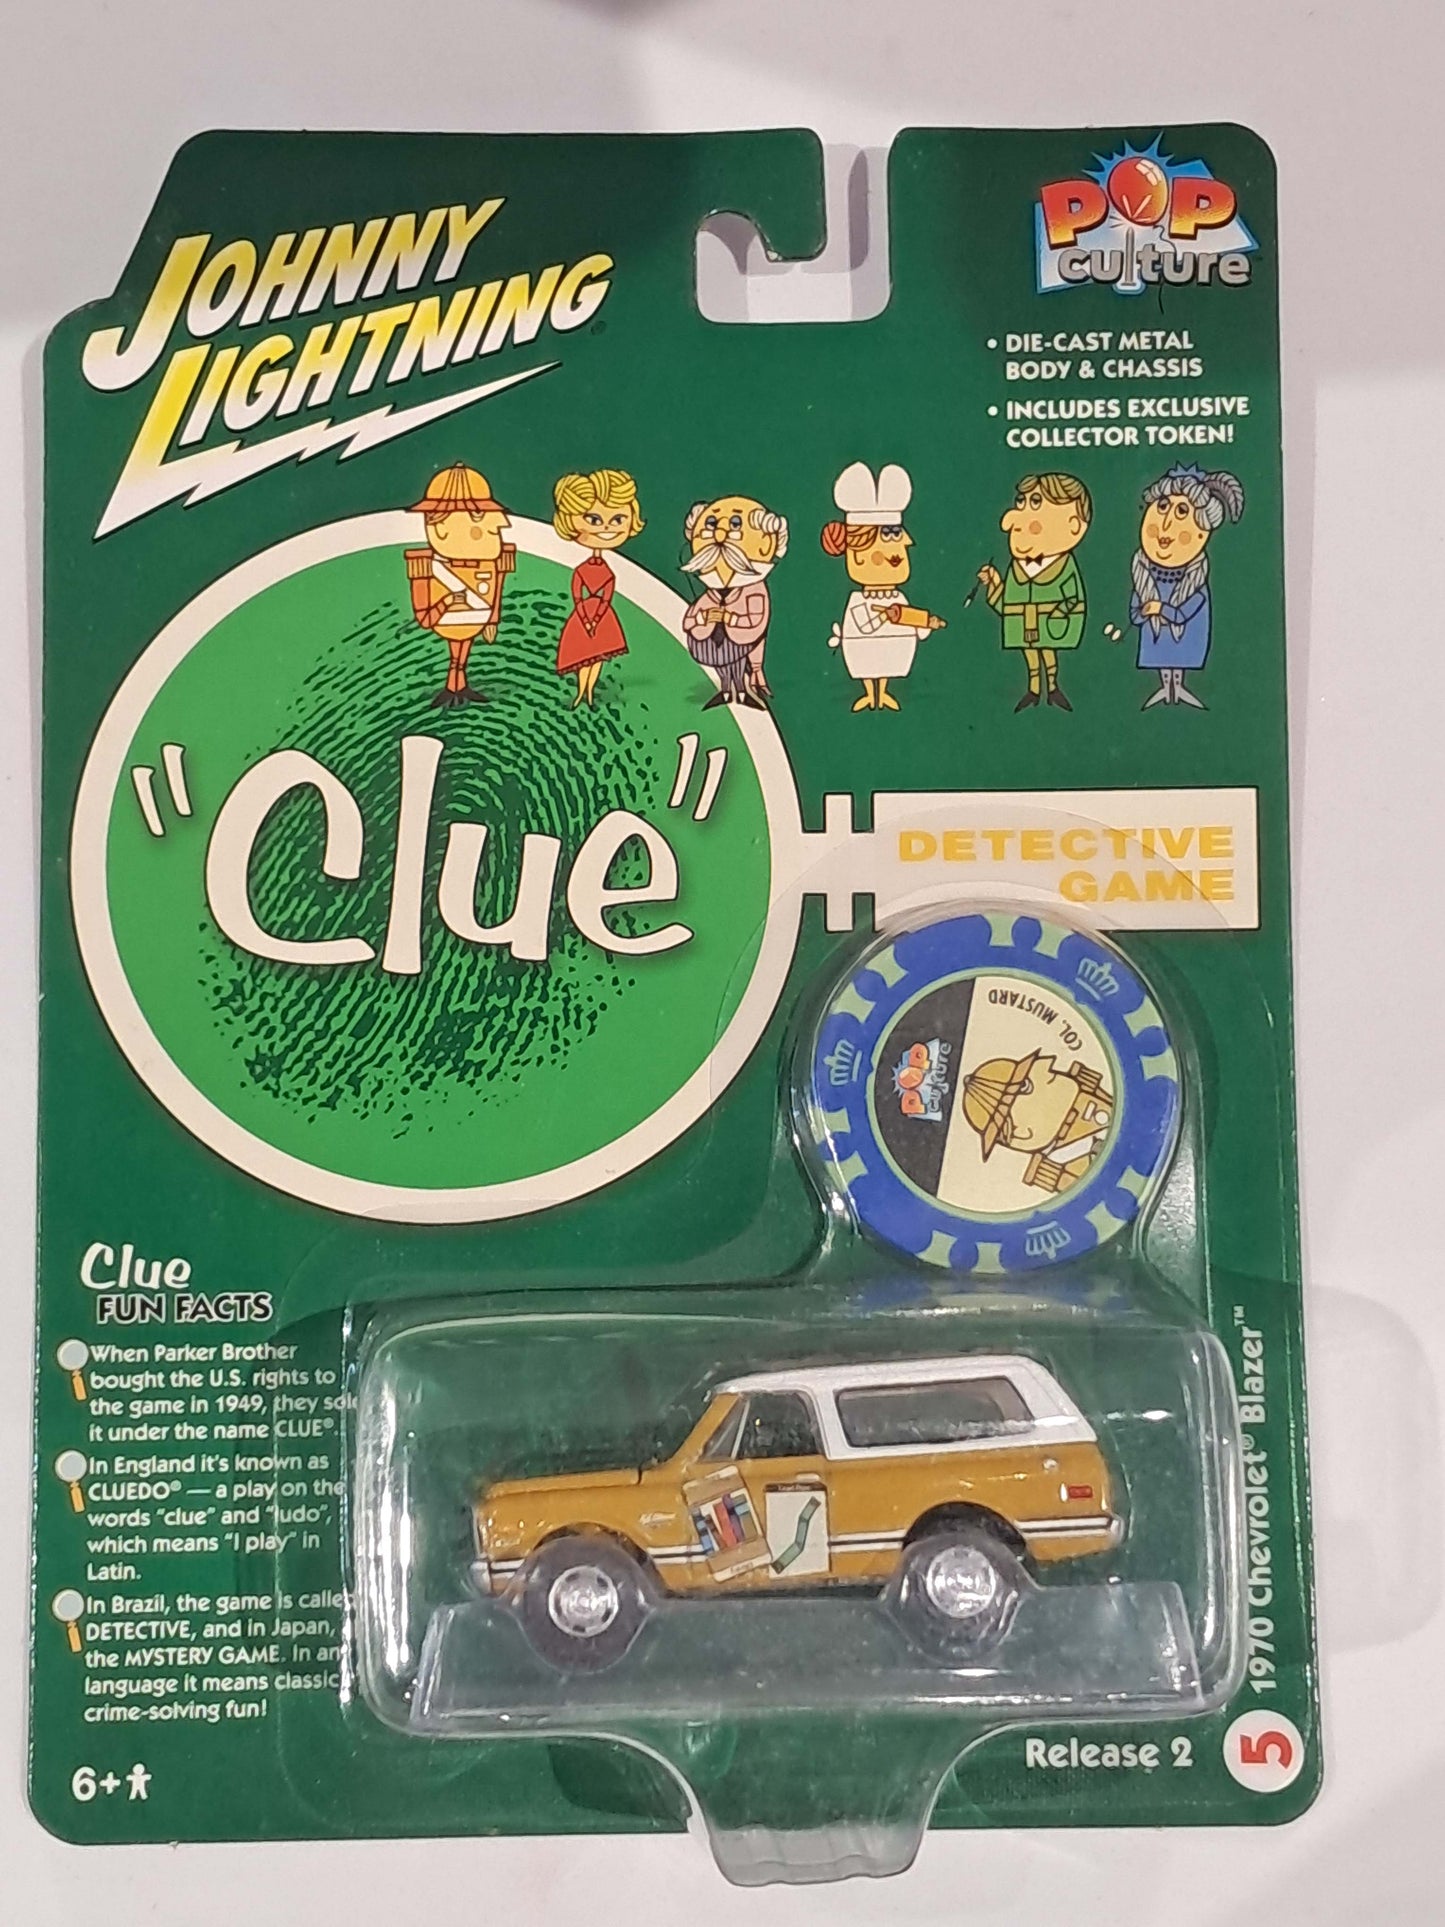 JOHNNY
LIGHTNING®
POP
culture
• DIE-CAST METAL
BODY & CHASSIS
• INCLUDES EXCLUSIVE
COLLECTOR TOKEN!
"Clue"
DETECTIVE
GAME
COL. MUSTARD
POP
culture
Clue
FUN FACTS
When Parker Brother
bought the U.S. rights to
the game in 1949, they sol
it under the name CLUE®.
In England it's known as
CLUEDO® — a play on the
words "clue" and "ludo",
which means "I play" in
Latin.
In Brazil, the game is calle
DETECTIVE, and in Japan,
the MYSTERY GAME. In an
language it means classic
crime-solving fun!
6+
1970 Chevrolet® Blazer™
Release 2
5